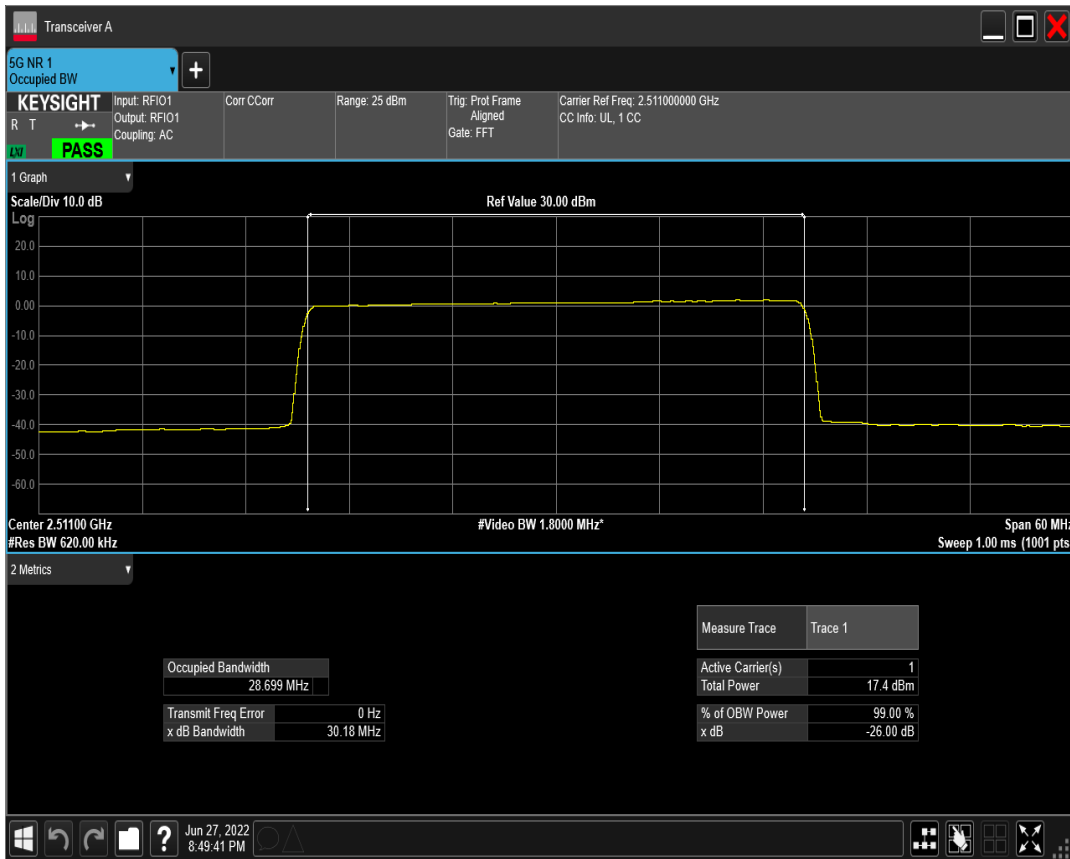 Transceiver A
5G NR 1
Occupied BW
+
KEYSIGHT
R T
LXI
PASS
Input: RFIO1
Output: RFIO1
Coupling: AC
Corr CCorr
Range: 25 dBm
Trig: Prot Frame
Aligned
Gate: FFT
Carrier Ref Freq: 2.511000000 GHz
CC Info: UL, 1 CC
1 Graph
Scale/Div 10.0 dB
Ref Value 30.00 dBm
Log
20.0
10.0
0.00
-10.0
-20.0
-30.0
-40.0
-50.0
-60.0
Center 2.51100 GHz
#Video BW 1.8000 MHz*
Span 60 MHz
#Res BW 620.00 kHz
Sweep 1.00 ms (1001 pts
2 Metrics
Measure Trace Trace 1
Occupied Bandwidth
28.699 MHz
Active Carrier(s) 1
Total Power 17.4 dBm
Transmit Freq Error 0 Hz
x dB Bandwidth 30.18 MHz
% of OBW Power 99.00 %
x dB -26.00 dB
?
Jun 27, 2022
8:49:41 PM